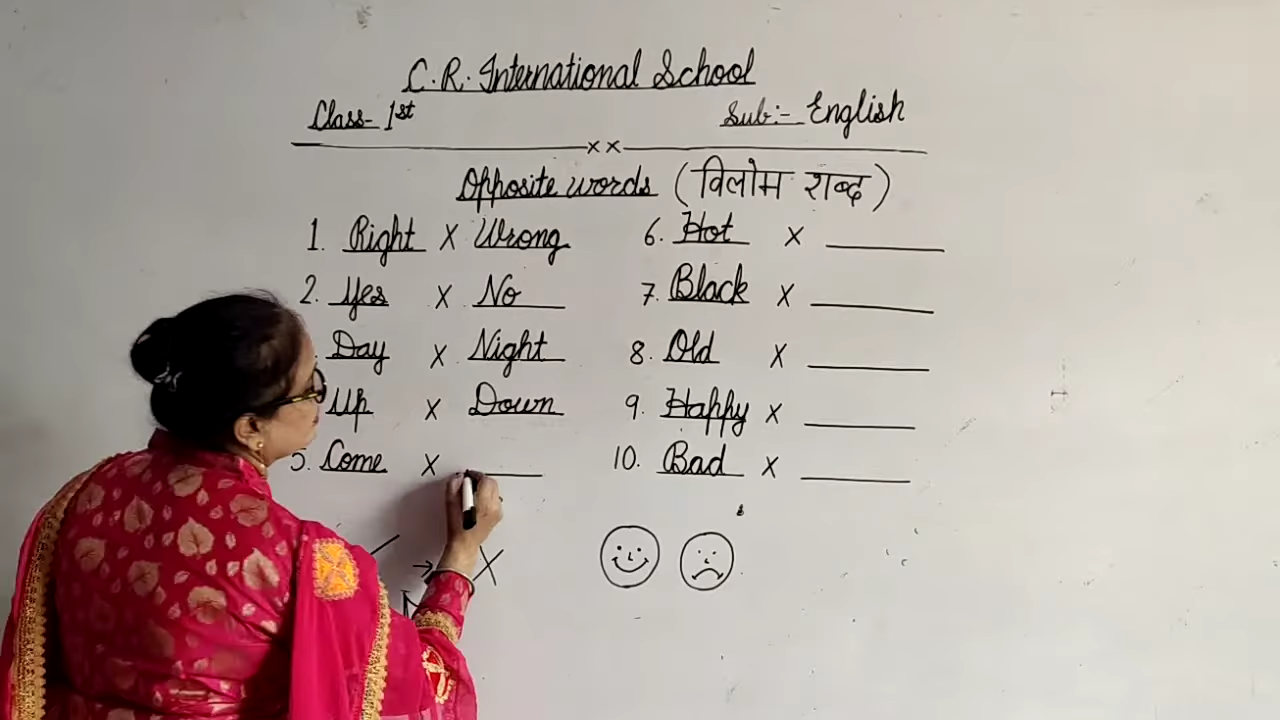 C.R. International School
Class- 1st Sub:- English
x x
Opposite words (विलोम शब्द)
1. Right X Wrong
2. Yes X No
Day X Night
Up X Down
5. Come X
6. Hot X
7. Black X
8. Old X
9. Happy X
10. Bad X
→ X